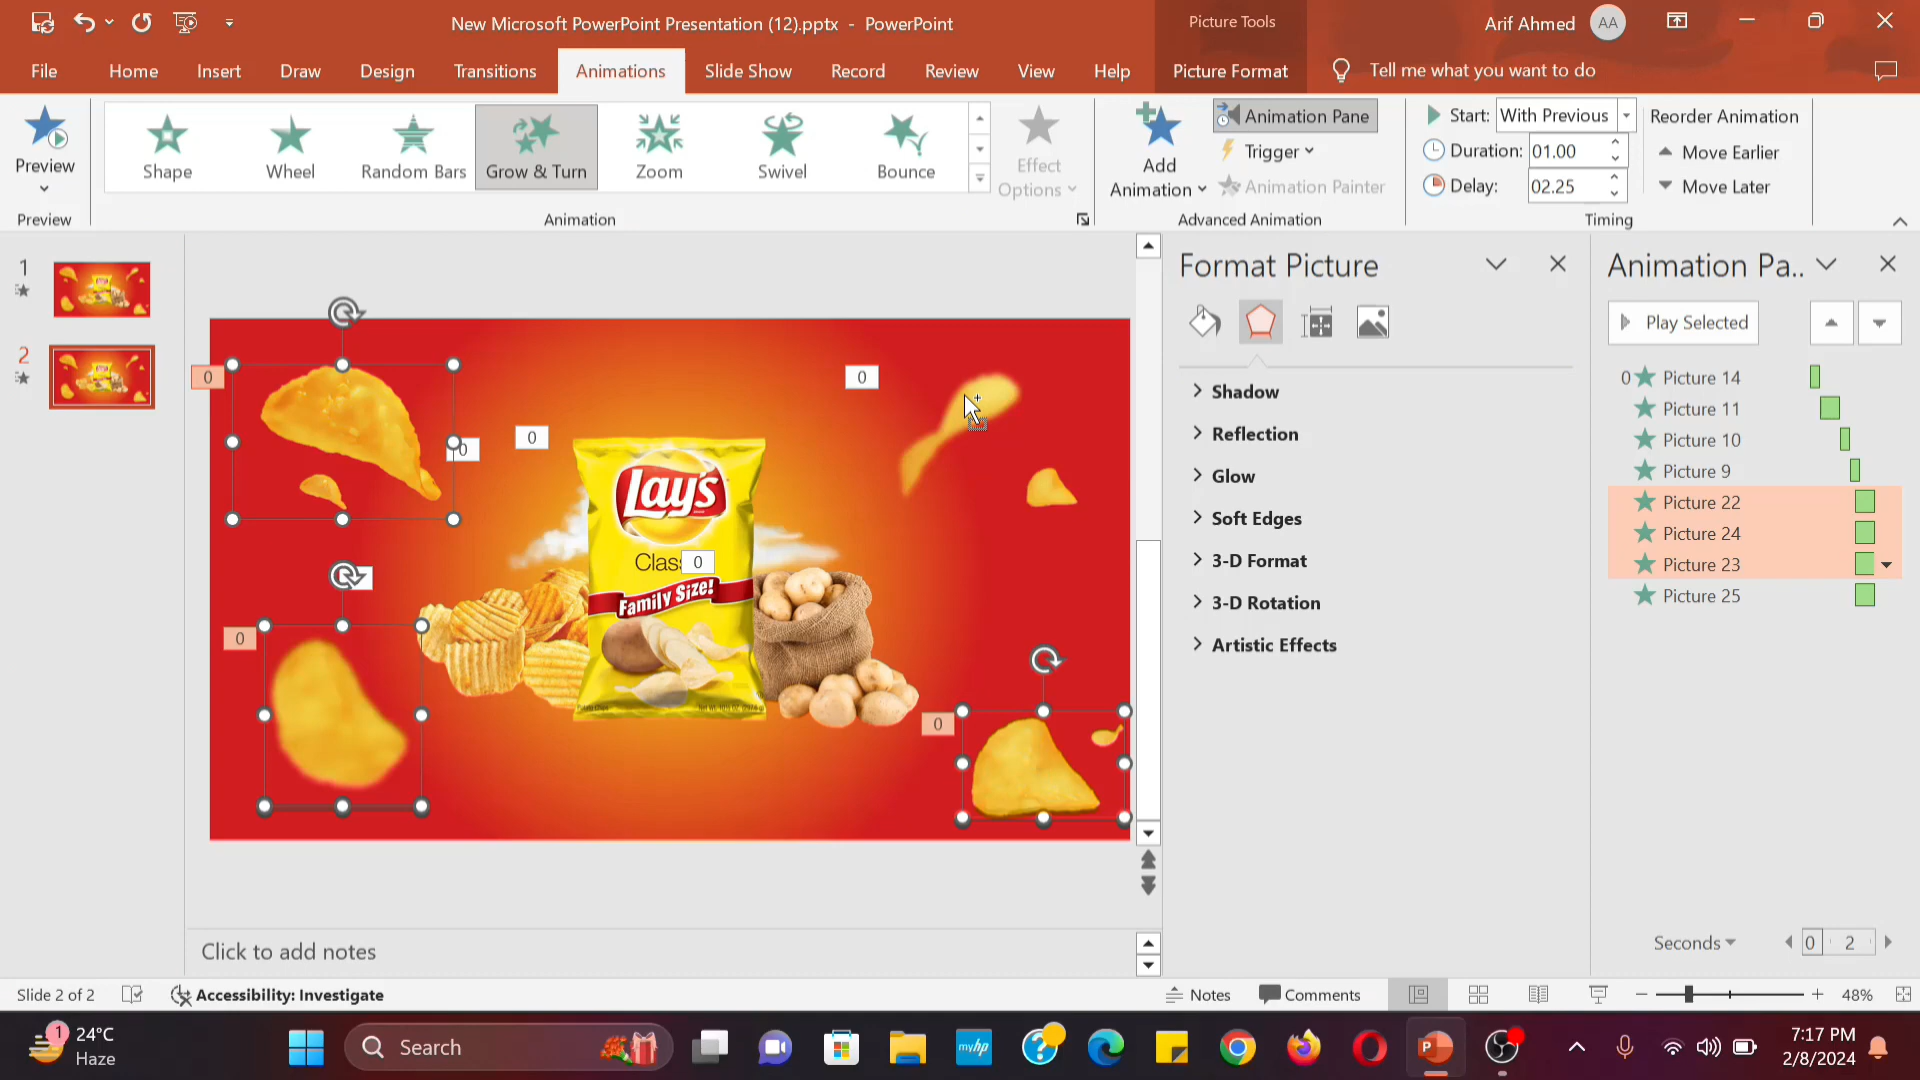 New Microsoft PowerPoint Presentation (12).pptx - PowerPoint
Picture Tools
Arif Ahmed AA
File Home Insert Draw Design Transitions Animations Slide Show Record Review View Help Picture Format Tell me what you want to do
Preview
Preview
Shape Wheel Random Bars Grow & Turn Zoom Swivel Bounce
Animation
Effect
Options
Add
Animation
Animation Pane
Trigger
Animation Painter
Advanced Animation
Start: With Previous
Duration: 01.00
Delay: 02.25
Reorder Animation
Move Earlier
Move Later
Timing
1
2
0
0
0
0
0
0
0
0
Lay's
Clas
Family Size!
Format Picture
Shadow
Reflection
Glow
Soft Edges
3-D Format
3-D Rotation
Artistic Effects
Animation Pa..
Play Selected
0 Picture 14
Picture 11
Picture 10
Picture 9
Picture 22
Picture 24
Picture 23
Picture 25
Seconds 0 2
Click to add notes
Slide 2 of 2 Accessibility: Investigate Notes Comments 48%
1 24°C
Haze
Search
myhp
7:17 PM
2/8/2024